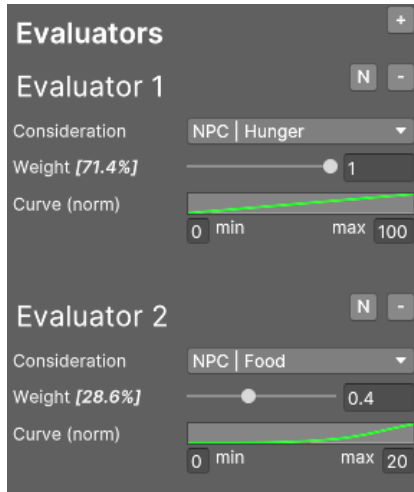 Evaluators +
Evaluator 1 N -
Consideration NPC | Hunger
Weight [71.4%] 1
Curve (norm)
0 min max 100
Evaluator 2 N -
Consideration NPC | Food
Weight [28.6%] 0.4
Curve (norm)
0 min max 20